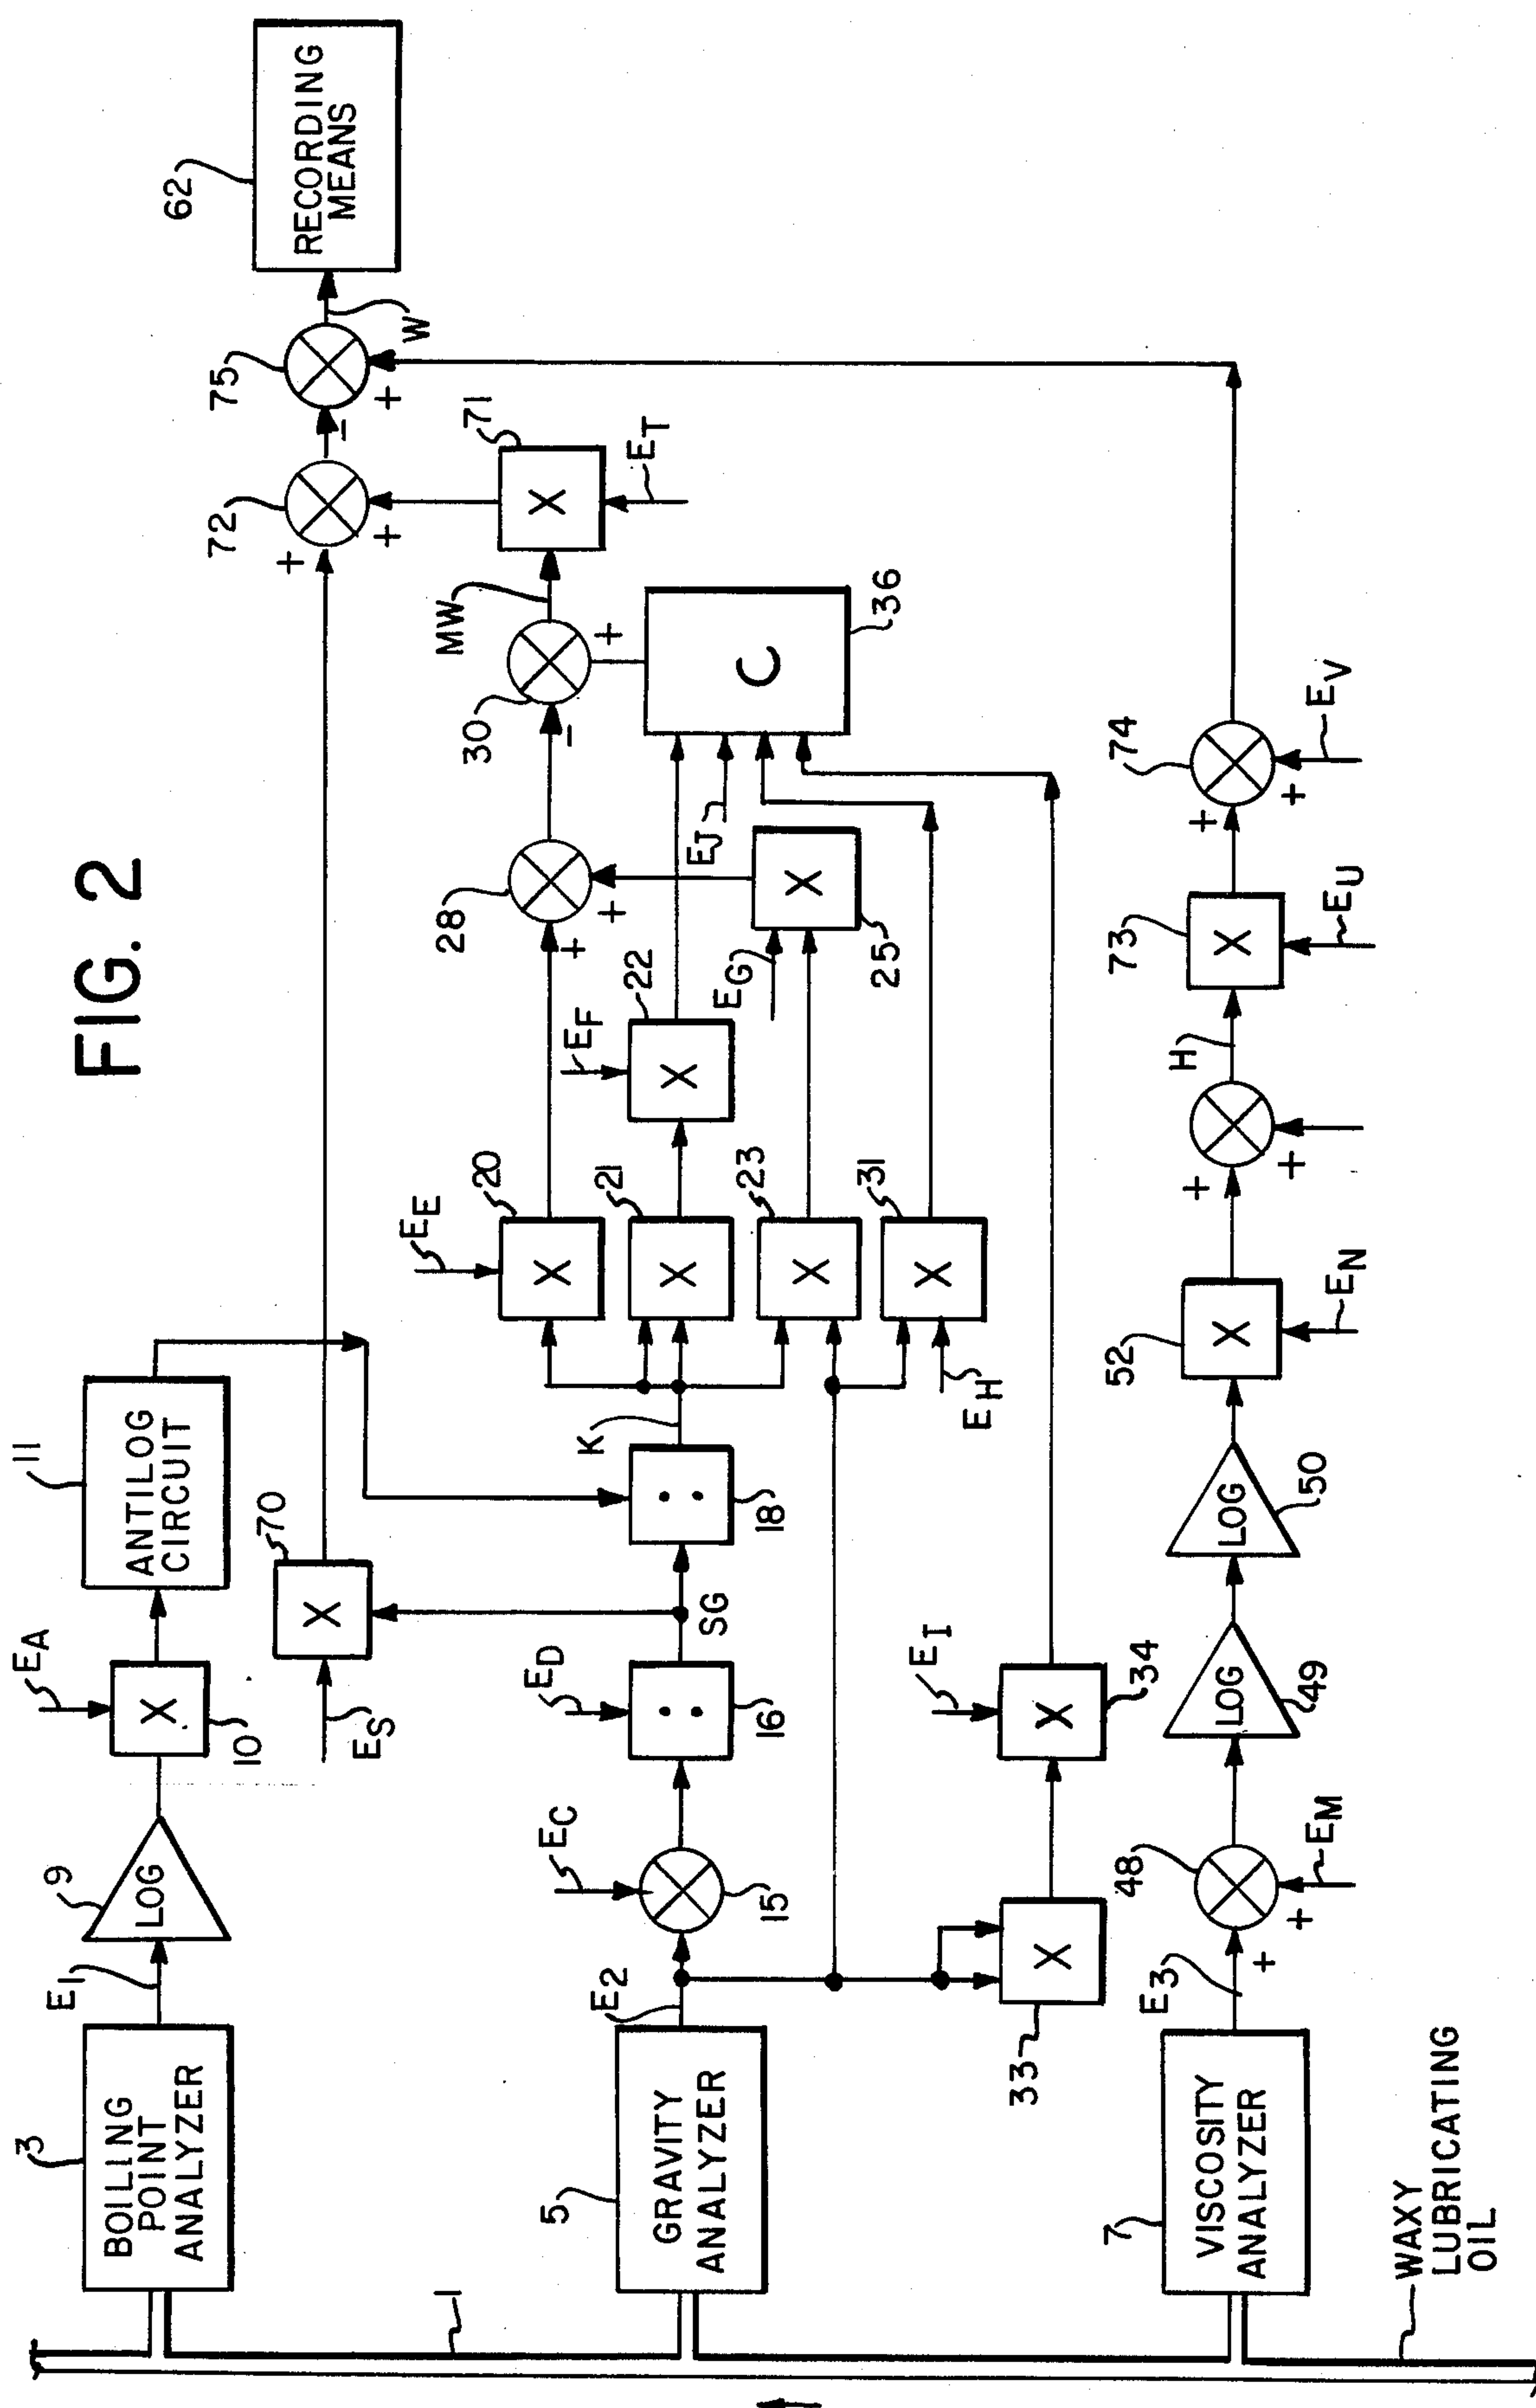 FIG. 2
3
BOILING
POINT
ANALYZER
E1
9
LOG
EA
X
10
11
ANTILOG
CIRCUIT
ES
X
70
+
+
72
-
+
75
W
62
RECORDING
MEANS
1
5
GRAVITY
ANALYZER
E2
EC
15
ED
16
SG
18
K
EE
X
20
X
21
X
23
X
31
EH
EF
X
22
EG
X
25
+
+
28
EJ
-
+
30
MW
C
36
X
71
ET
X
33
EI
X
34
7
VISCOSITY
ANALYZER
E3
+
+
48
EM
LOG
49
LOG
50
X
52
EN
+
+
H
X
73
EU
+
+
74
EV
WAXY
LUBRICATING
OIL